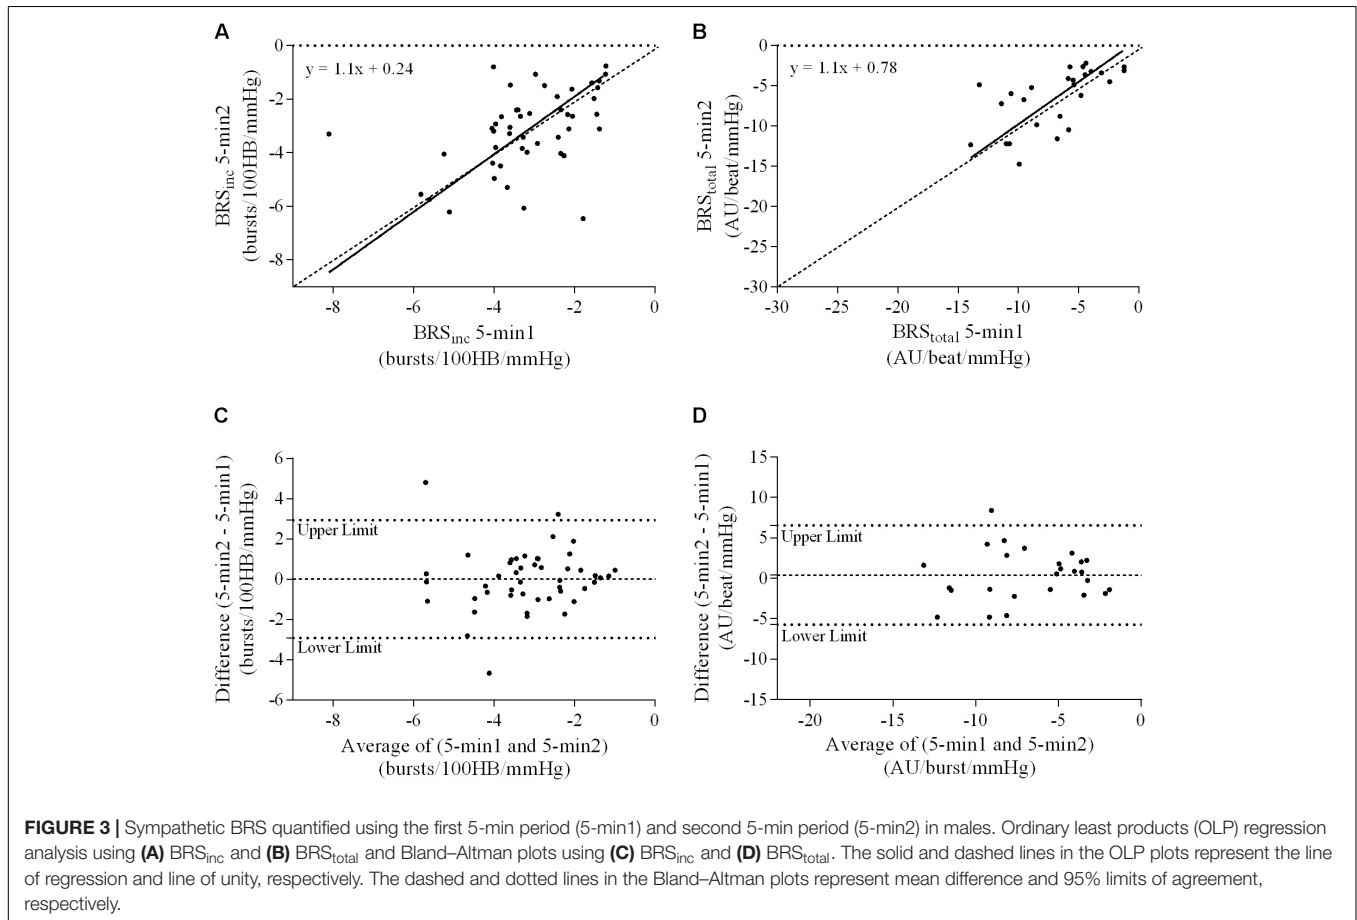 A
0
-2
-4
-6
-8
y = 1.1x + 0.24
BRSinc 5-min2
(bursts/100HB/mmHg)
-8 -6 -4 -2 0
BRSinc 5-min1
(bursts/100HB/mmHg)
B
0
-5
-10
-15
-20
-25
-30
y = 1.1x + 0.78
BRStotal 5-min2
(AU/beat/mmHg)
-30 -25 -20 -15 -10 -5 0
BRStotal 5-min1
(AU/beat/mmHg)
C
6
4
2
0
-2
-4
-6
Upper Limit
Lower Limit
Difference (5-min2 - 5-min1)
(bursts/100HB/mmHg)
-8 -6 -4 -2 0
Average of (5-min1 and 5-min2)
(bursts/100HB/mmHg)
D
15
10
5
0
-5
-10
-15
Upper Limit
Lower Limit
Difference (5-min2 - 5-min1)
(AU/beat/mmHg)
-20 -15 -10 -5 0
Average of (5-min1 and 5-min2)
(AU/burst/mmHg)
FIGURE 3 | Sympathetic BRS quantified using the first 5-min period (5-min1) and second 5-min period (5-min2) in males. Ordinary least products (OLP) regression
analysis using (A) BRSinc and (B) BRStotal and Bland–Altman plots using (C) BRSinc and (D) BRStotal. The solid and dashed lines in the OLP plots represent the line
of regression and line of unity, respectively. The dashed and dotted lines in the Bland–Altman plots represent mean difference and 95% limits of agreement,
respectively.